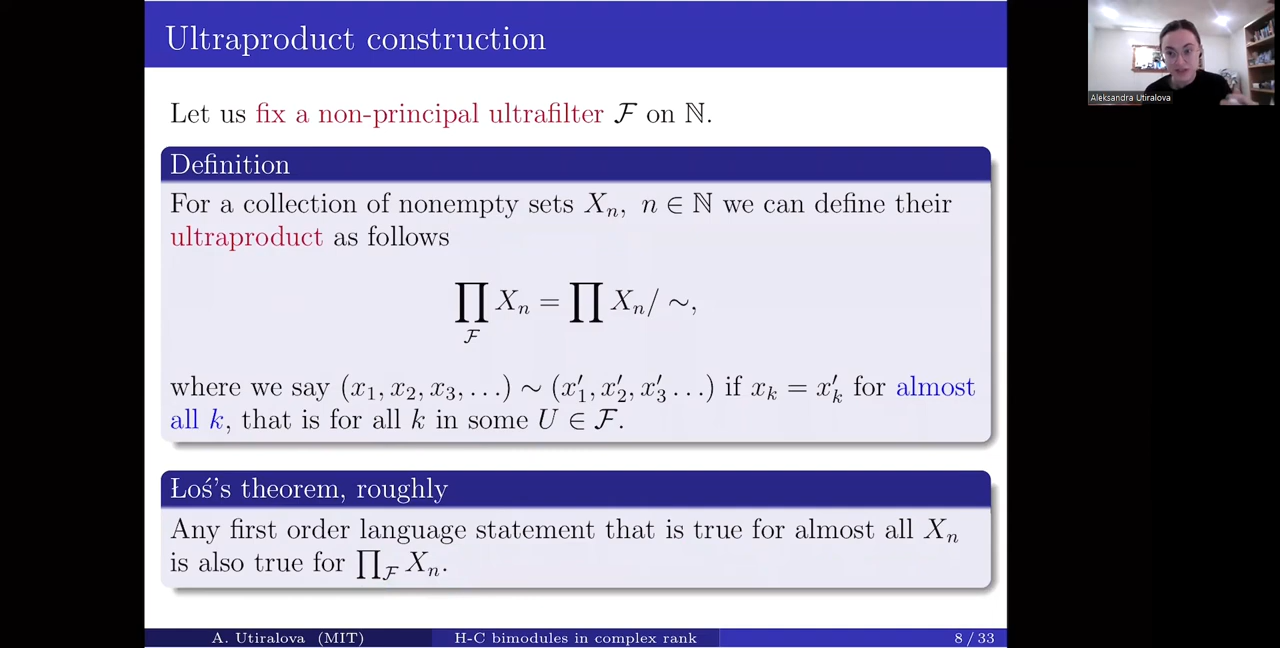 Ultraproduct construction
Aleksandra Utiralova
Let us fix a non-principal ultrafilter ℱ on ℕ.
Definition
For a collection of nonempty sets Xₙ, n ∈ ℕ we can define their
ultraproduct as follows
∏_ℱ Xₙ = ∏ Xₙ/ ∼,
where we say (x₁, x₂, x₃, …) ∼ (x′₁, x′₂, x′₃ …) if xₖ = x′ₖ for almost
all k, that is for all k in some U ∈ ℱ.
Łoś's theorem, roughly
Any first order language statement that is true for almost all Xₙ
is also true for ∏_ℱ Xₙ.
A. Utiralova (MIT) H-C bimodules in complex rank 8 / 33